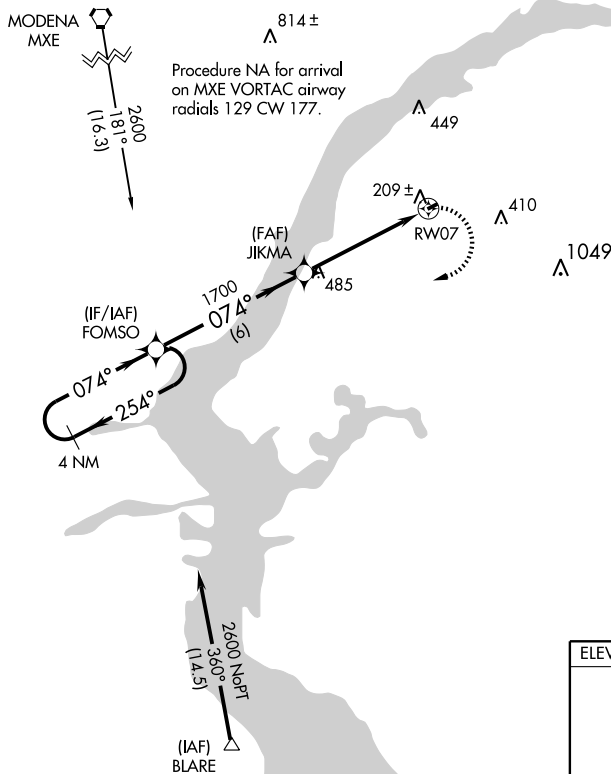 MODENA
MXE
814 ±
Procedure NA for arrival
on MXE VORTAC airway
radials 129 CW 177.
2600
181°
(16.3)
449
209 ±
410
RW07
1049
(FAF)
JIKMA
485
1700
074°
(6)
(IF/IAF)
FOMSO
074°
254°
4 NM
2600 NoPT
360°
(14.5)
(IAF)
BLARE
ELEV